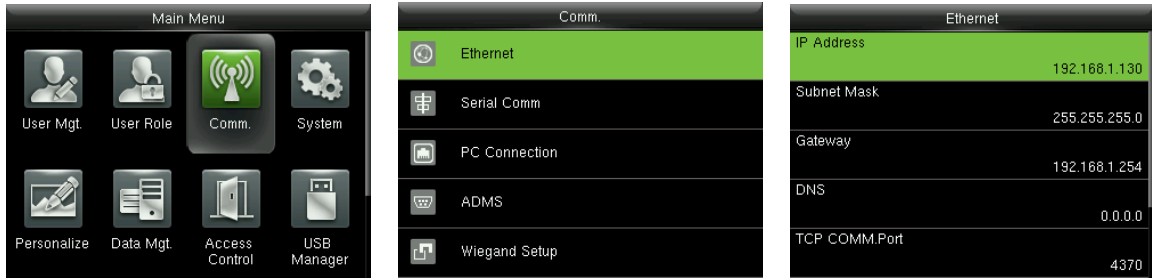 Main Menu
User Mgt.
User Role
Comm.
System
Personalize
Data Mgt.
Access
Control
USB
Manager
Comm.
Ethernet
Serial Comm
PC Connection
ADMS
Wiegand Setup
Ethernet
IP Address
192.168.1.130
Subnet Mask
255.255.255.0
Gateway
192.168.1.254
DNS
0.0.0.0
TCP COMM.Port
4370